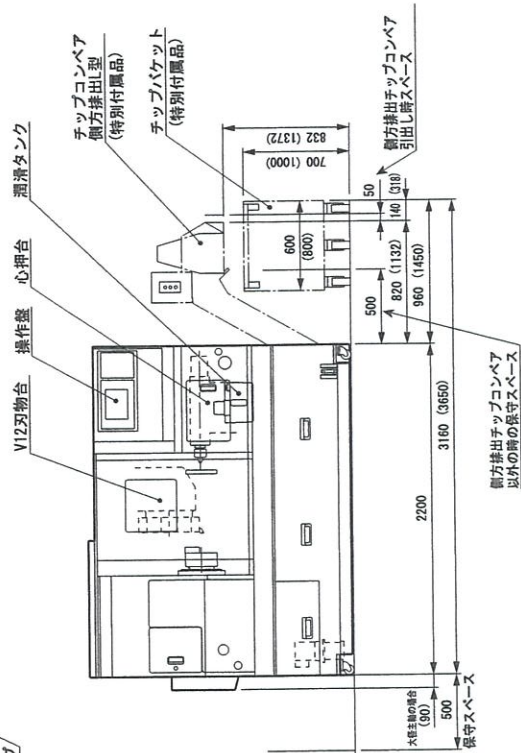 V12刃物台
操作盤
心押台
潤滑タンク
チップコンベア
側方排出L型
(特別付属品)
チップバケット
(特別付属品)
832 (1372)
700 (1000)
600
(800)
50
140
(318)
側方排出チップコンベア
引出し時スペース
500
820 (1132)
960 (1450)
2200
3160 (3650)
側方排出チップコンベア
以外の時の保守スペース
大径主軸の場合
(90)
500
保守スペース